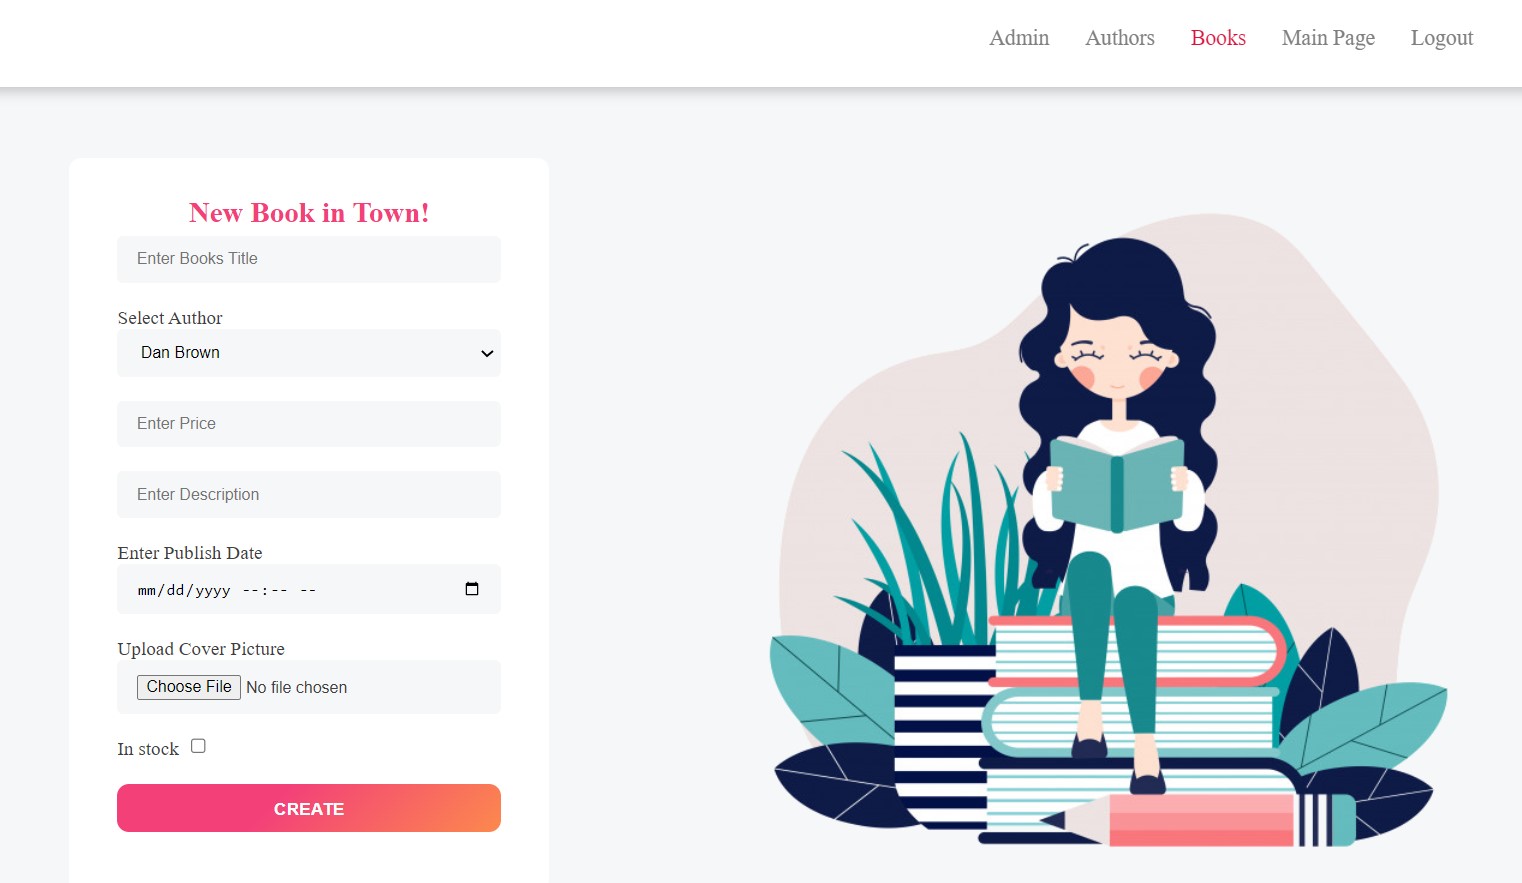 Admin Authors Books Main Page Logout
New Book in Town!
Enter Books Title
Select Author
Dan Brown
Enter Price
Enter Description
Enter Publish Date
mm/dd/yyyy --:-- --
Upload Cover Picture
Choose File No file chosen
In stock
CREATE